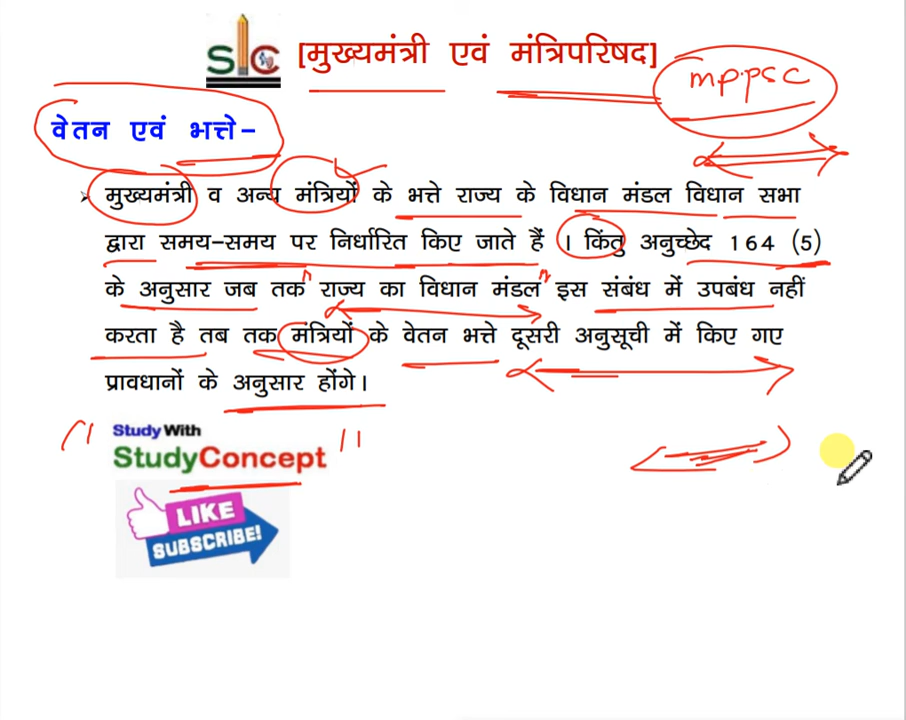 SIC [मुख्यमंत्री एवं मंत्रिपरिषद]
mppsc
वेतन एवं भत्ते-
मुख्यमंत्री व अन्य मंत्रियों के भत्ते राज्य के विधान मंडल विधान सभा
द्वारा समय-समय पर निर्धारित किए जाते हैं । किंतु अनुच्छेद 164 (5)
के अनुसार जब तक राज्य का विधान मंडल इस संबंध में उपबंध नहीं
करता है तब तक मंत्रियों के वेतन भत्ते दूसरी अनुसूची में किए गए
प्रावधानों के अनुसार होंगे।
Study With
StudyConcept
LIKE
SUBSCRIBE!